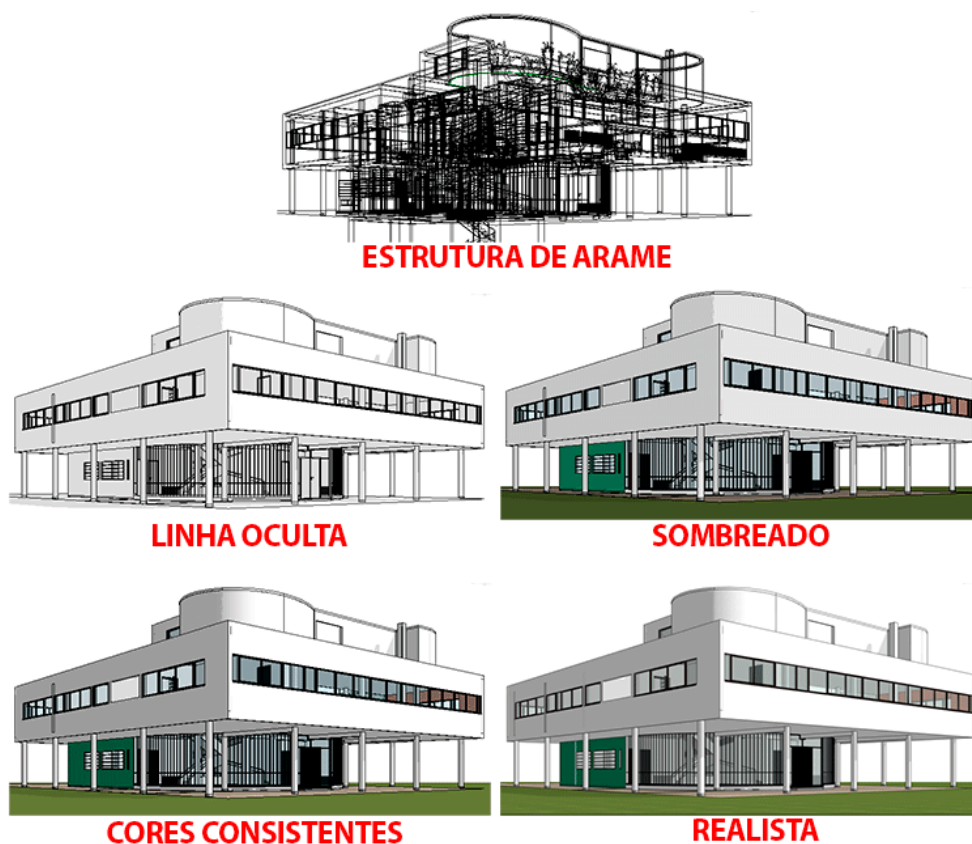 ESTRUTURA DE ARAME
LINHA OCULTA
SOMBREADO
CORES CONSISTENTES
REALISTA